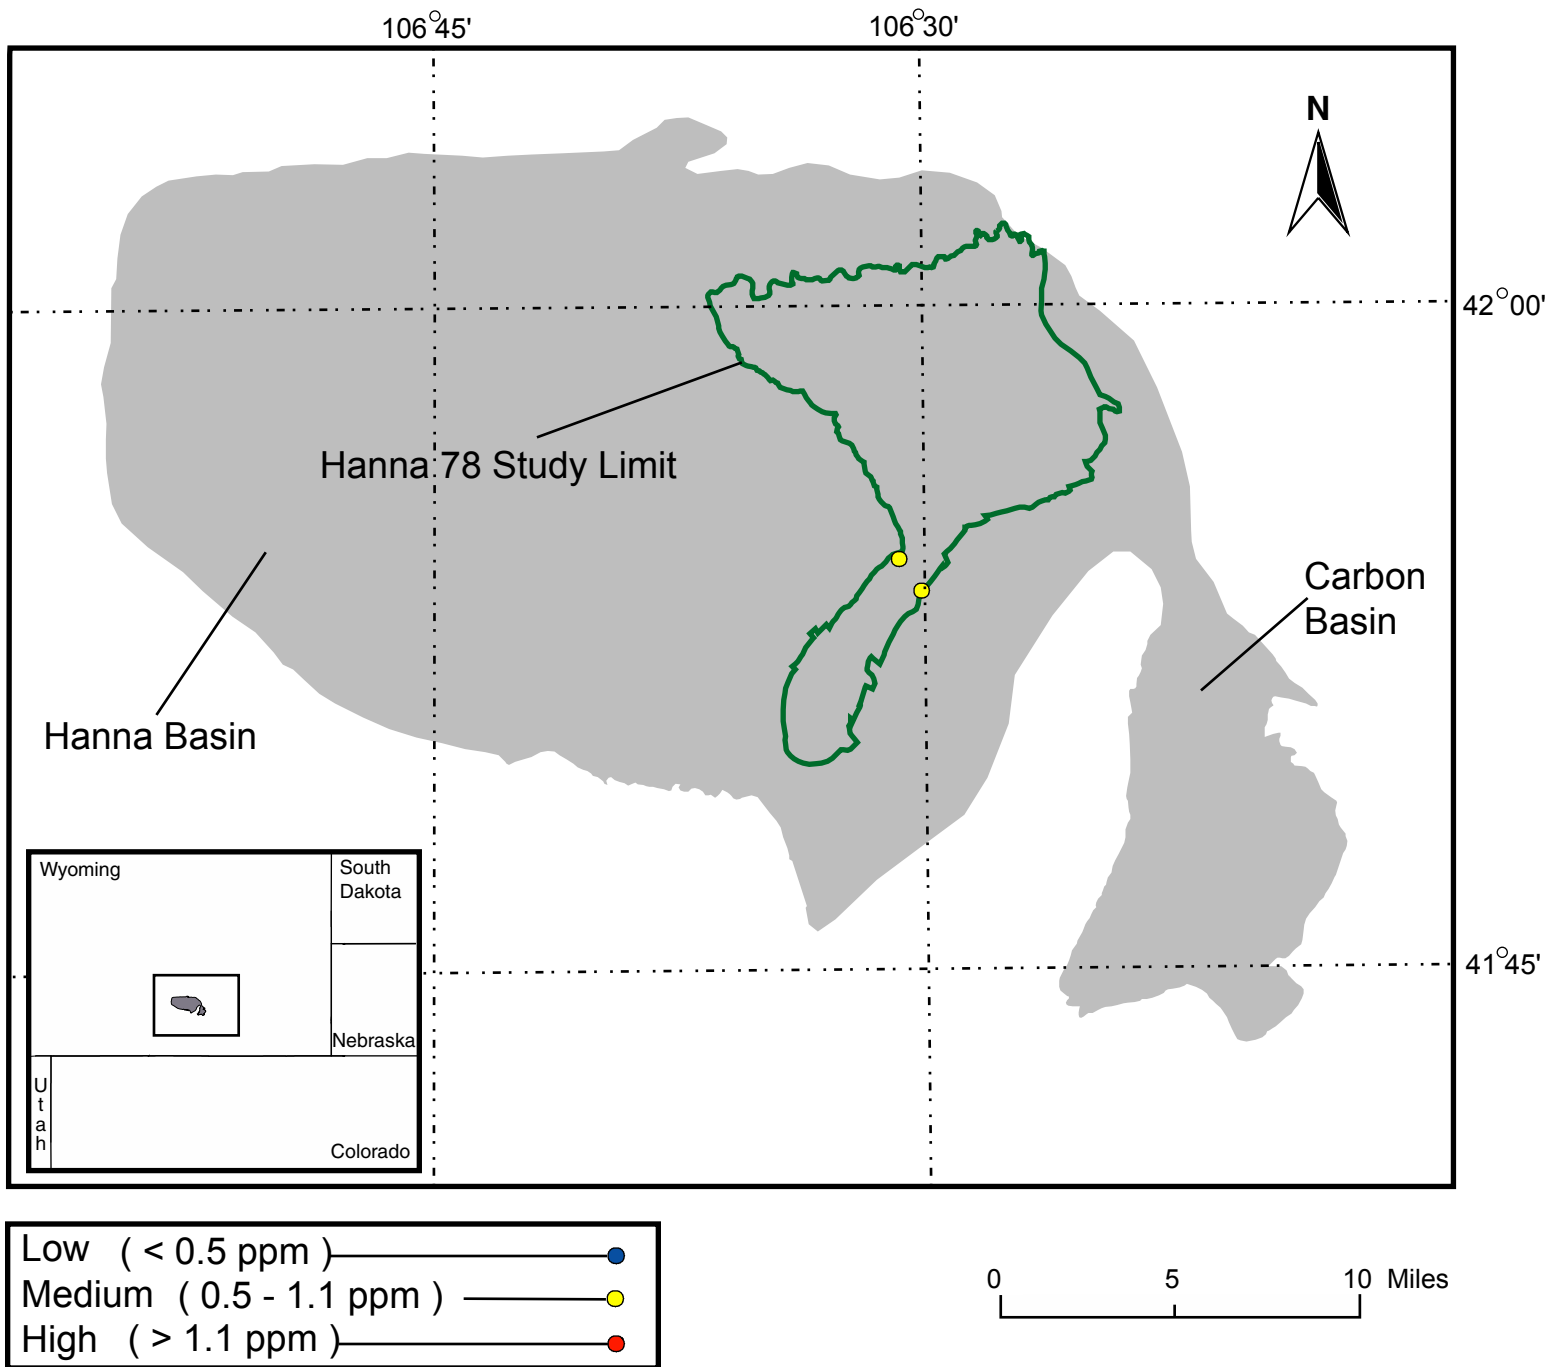 106°45'
106°30'
N
42°00'
Hanna 78 Study Limit
Carbon
Basin
Hanna Basin
Wyoming
South
Dakota
41°45'
Nebraska
Utah
Colorado
Low ( < 0.5 ppm )
Medium ( 0.5 - 1.1 ppm )
High ( > 1.1 ppm )
0 5 10 Miles